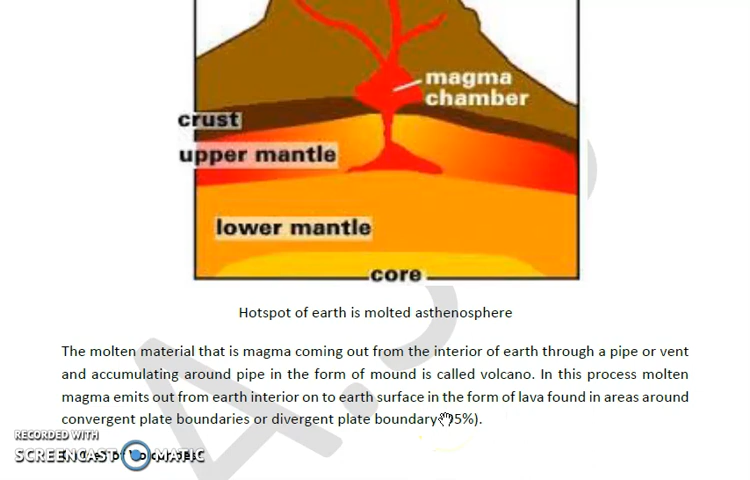 magma
chamber
crust
upper mantle
lower mantle
core
Hotspot of earth is molted asthenosphere
The molten material that is magma coming out from the interior of earth through a pipe or vent
and accumulating around pipe in the form of mound is called volcano. In this process molten
magma emits out from earth interior on to earth surface in the form of lava found in areas around
convergent plate boundaries or divergent plate boundary 5%).
RECORDED WITH
SCREENCAST MATIC